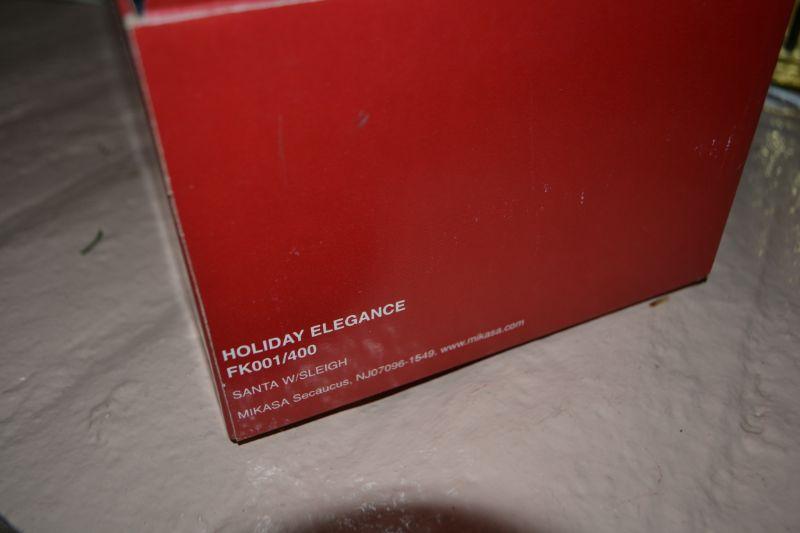 HOLIDAY ELEGANCE
FK001/400
SANTA W/SLEIGH
MIKASA Secaucus, NJ07096-1549, www.mikasa.com